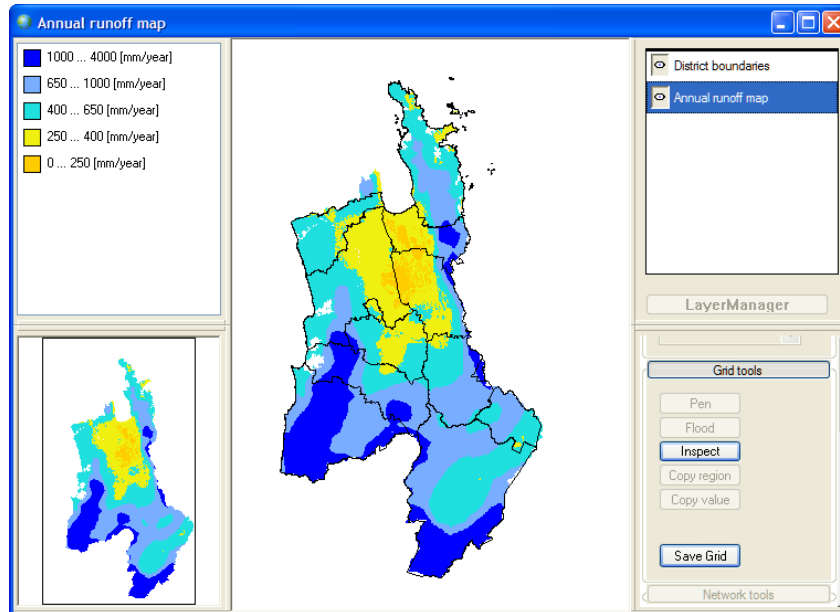 Annual runoff map
1000 ... 4000 [mm/year]
650 ... 1000 [mm/year]
400 ... 650 [mm/year]
250 ... 400 [mm/year]
0 ... 250 [mm/year]
District boundaries
Annual runoff map
LayerManager
Grid tools
Pen
Flood
Inspect
Copy region
Copy value
Save Grid
Network tools